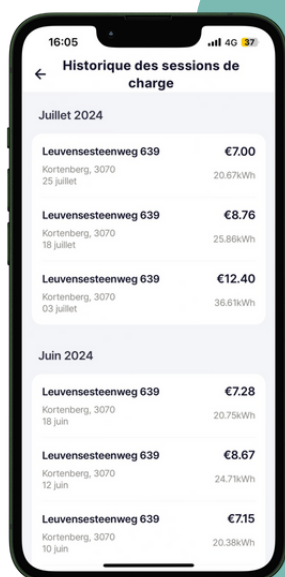 16:05
4G 37
Historique des sessions de
charge
Juillet 2024
Leuvensesteenweg 639 €7.00
Kortenberg, 3070 20.67kWh
25 juillet
Leuvensesteenweg 639 €8.76
Kortenberg, 3070 25.86kWh
18 juillet
Leuvensesteenweg 639 €12.40
Kortenberg, 3070 36.61kWh
03 juillet
Juin 2024
Leuvensesteenweg 639 €7.28
Kortenberg, 3070 20.75kWh
18 juin
Leuvensesteenweg 639 €8.67
Kortenberg, 3070 24.71kWh
12 juin
Leuvensesteenweg 639 €7.15
Kortenberg, 3070 20.38kWh
10 juin